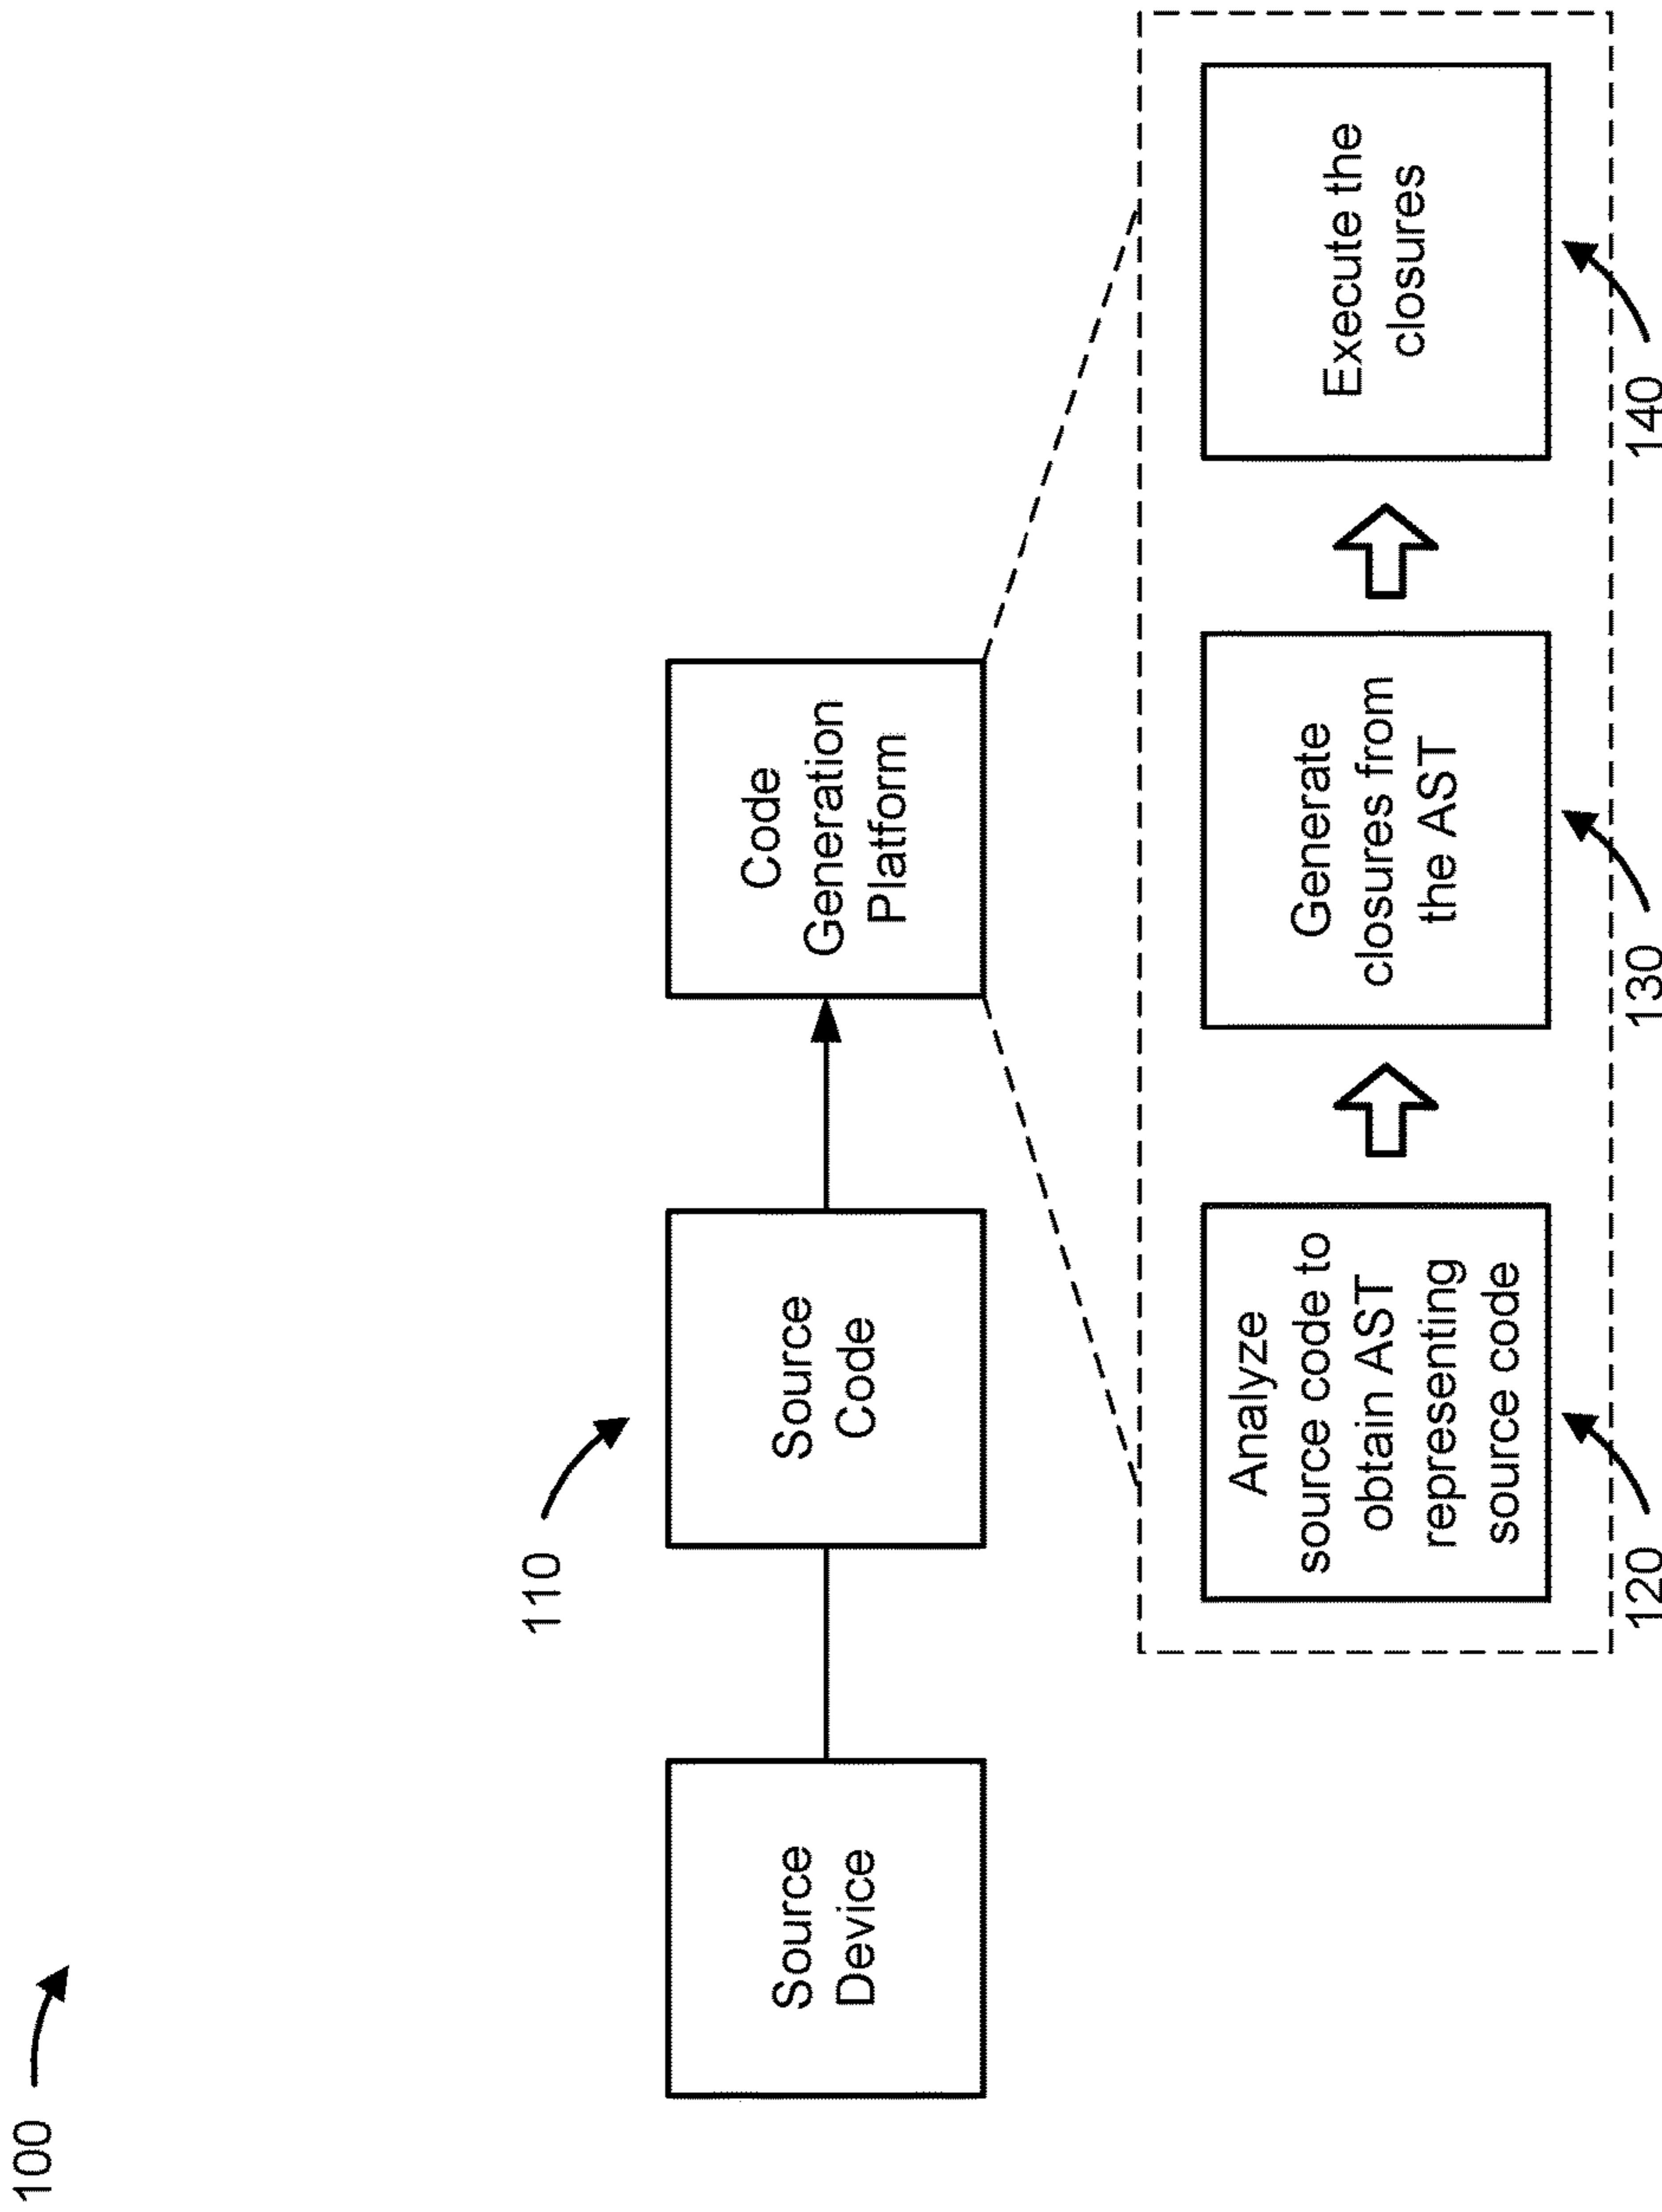 100
110
Source
Device
Source
Code
Code
Generation
Platform
Analyze
source code to
obtain AST
representing
source code
Generate
closures from
the AST
Execute the
closures
120
130
140